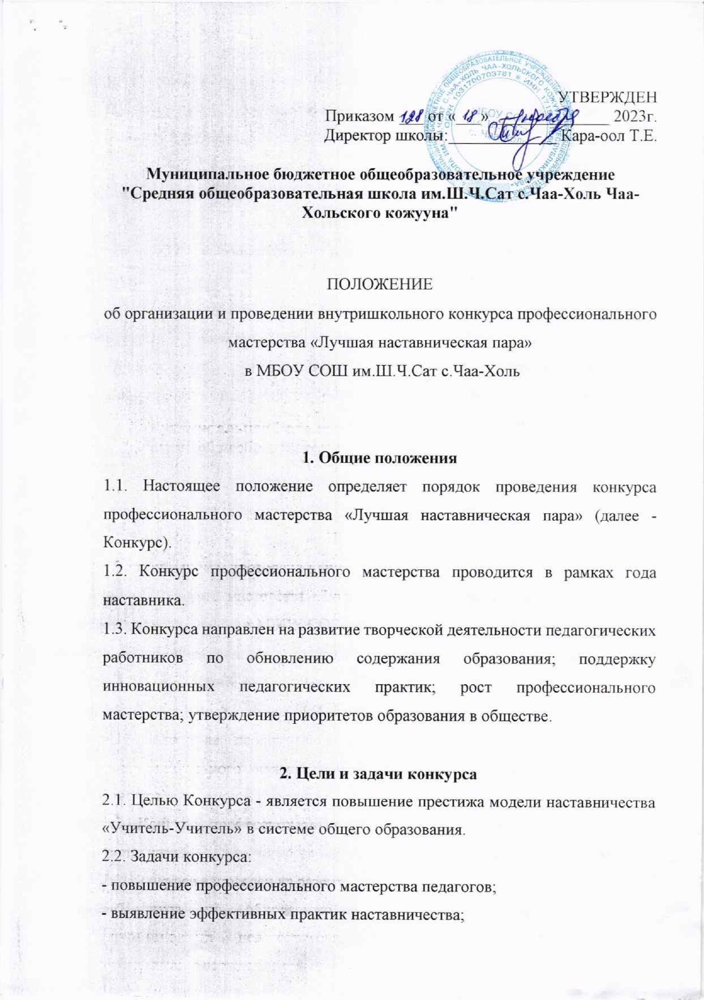 УТВЕРЖДЕН
Приказом 128 от « 18 » января 2023г.
Директор школы: Кара-оол Т.Е.
Муниципальное бюджетное общеобразовательное учреждение
"Средняя общеобразовательная школа им.Ш.Ч.Сат с.Чаа-Холь Чаа-
Хольского кожууна"
ПОЛОЖЕНИЕ
об организации и проведении внутришкольного конкурса профессионального
мастерства «Лучшая наставническая пара»
в МБОУ СОШ им.Ш.Ч.Сат с.Чаа-Холь
1. Общие положения
1.1. Настоящее положение определяет порядок проведения конкурса
профессионального мастерства «Лучшая наставническая пара» (далее -
Конкурс).
1.2. Конкурс профессионального мастерства проводится в рамках года
наставника.
1.3. Конкурса направлен на развитие творческой деятельности педагогических
работников по обновлению содержания образования; поддержку
инновационных педагогических практик; рост профессионального
мастерства; утверждение приоритетов образования в обществе.
2. Цели и задачи конкурса
2.1. Целью Конкурса - является повышение престижа модели наставничества
«Учитель-Учитель» в системе общего образования.
2.2. Задачи конкурса:
- повышение профессионального мастерства педагогов;
- выявление эффективных практик наставничества;